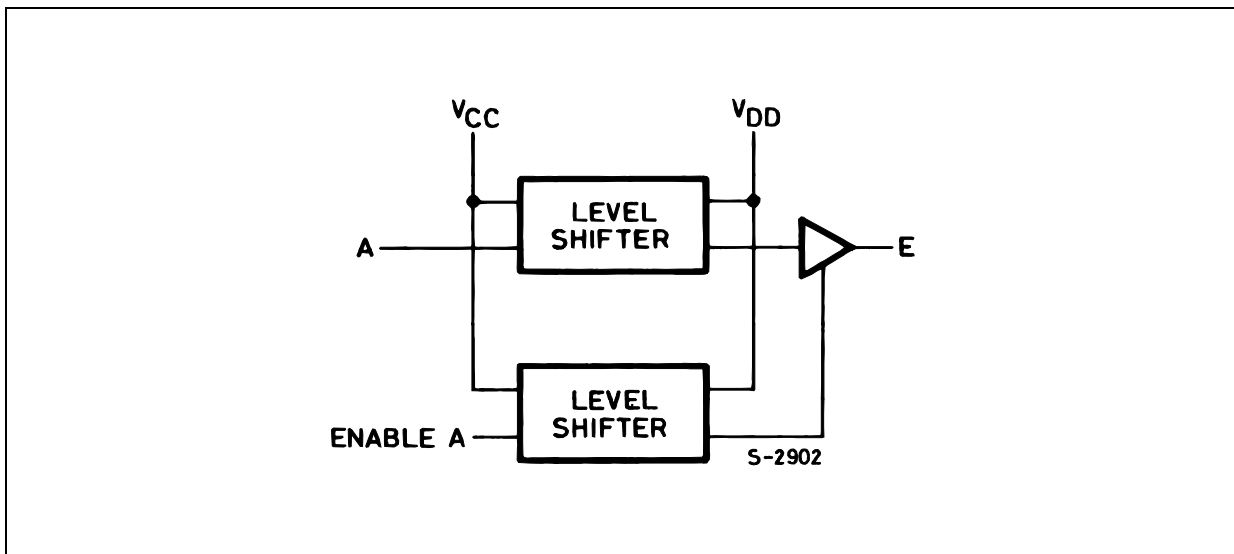 VCC
VDD
LEVEL
SHIFTER
A
E
LEVEL
SHIFTER
ENABLE A
S-2902